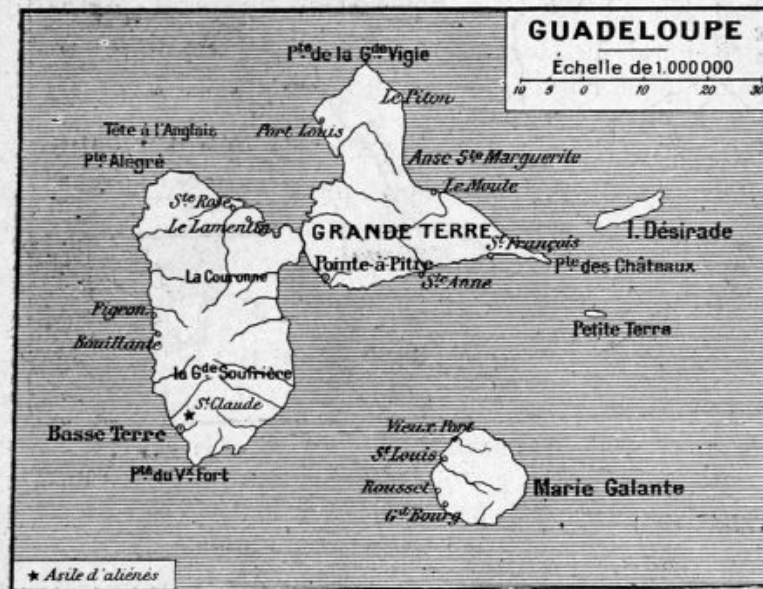 GUADELOUPE
Échelle de 1.000 000
10 5 0 10 20 30
Pte de la Gde Vigie
Le Piton
Port Louis
Tête à l'Anglais
Pte Alègre
Anse Ste Marguerite
Ste Rose
Le Moule
Le Lamentin
GRANDE TERRE
I. Désirade
St François
La Couronne
Pointe-à-Pitre
Pte des Châteaux
Ste Anne
Pigeon
Petite Terre
Bouillante
la Gde Soufrière
St Claude
Basse Terre
Vieux Port
St Louis
Pte du Vx Fort
Rousset
Marie Galante
Gd Bourg
★ Asile d'aliénés